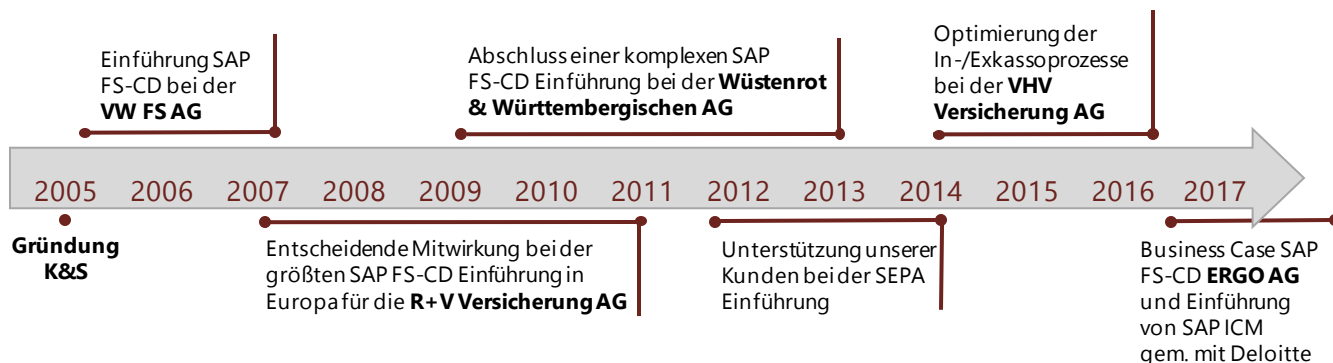 Einführung SAP
FS-CD bei der
VW FS AG
Abschluss einer komplexen SAP
FS-CD Einführung bei der Wüstenrot
& Württembergischen AG
Optimierung der
In-/Exkassoprozesse
bei der VHV
Versicherung AG
2005 2006 2007 2008 2009 2010 2011 2012 2013 2014 2015 2016 2017
Gründung
K&S
Entscheidende Mitwirkung bei der
größten SAP FS-CD Einführung in
Europa für die R+V Versicherung AG
Unterstützung unserer
Kunden bei der SEPA
Einführung
Business Case SAP
FS-CD ERGO AG
und Einführung
von SAP ICM
gem. mit Deloitte